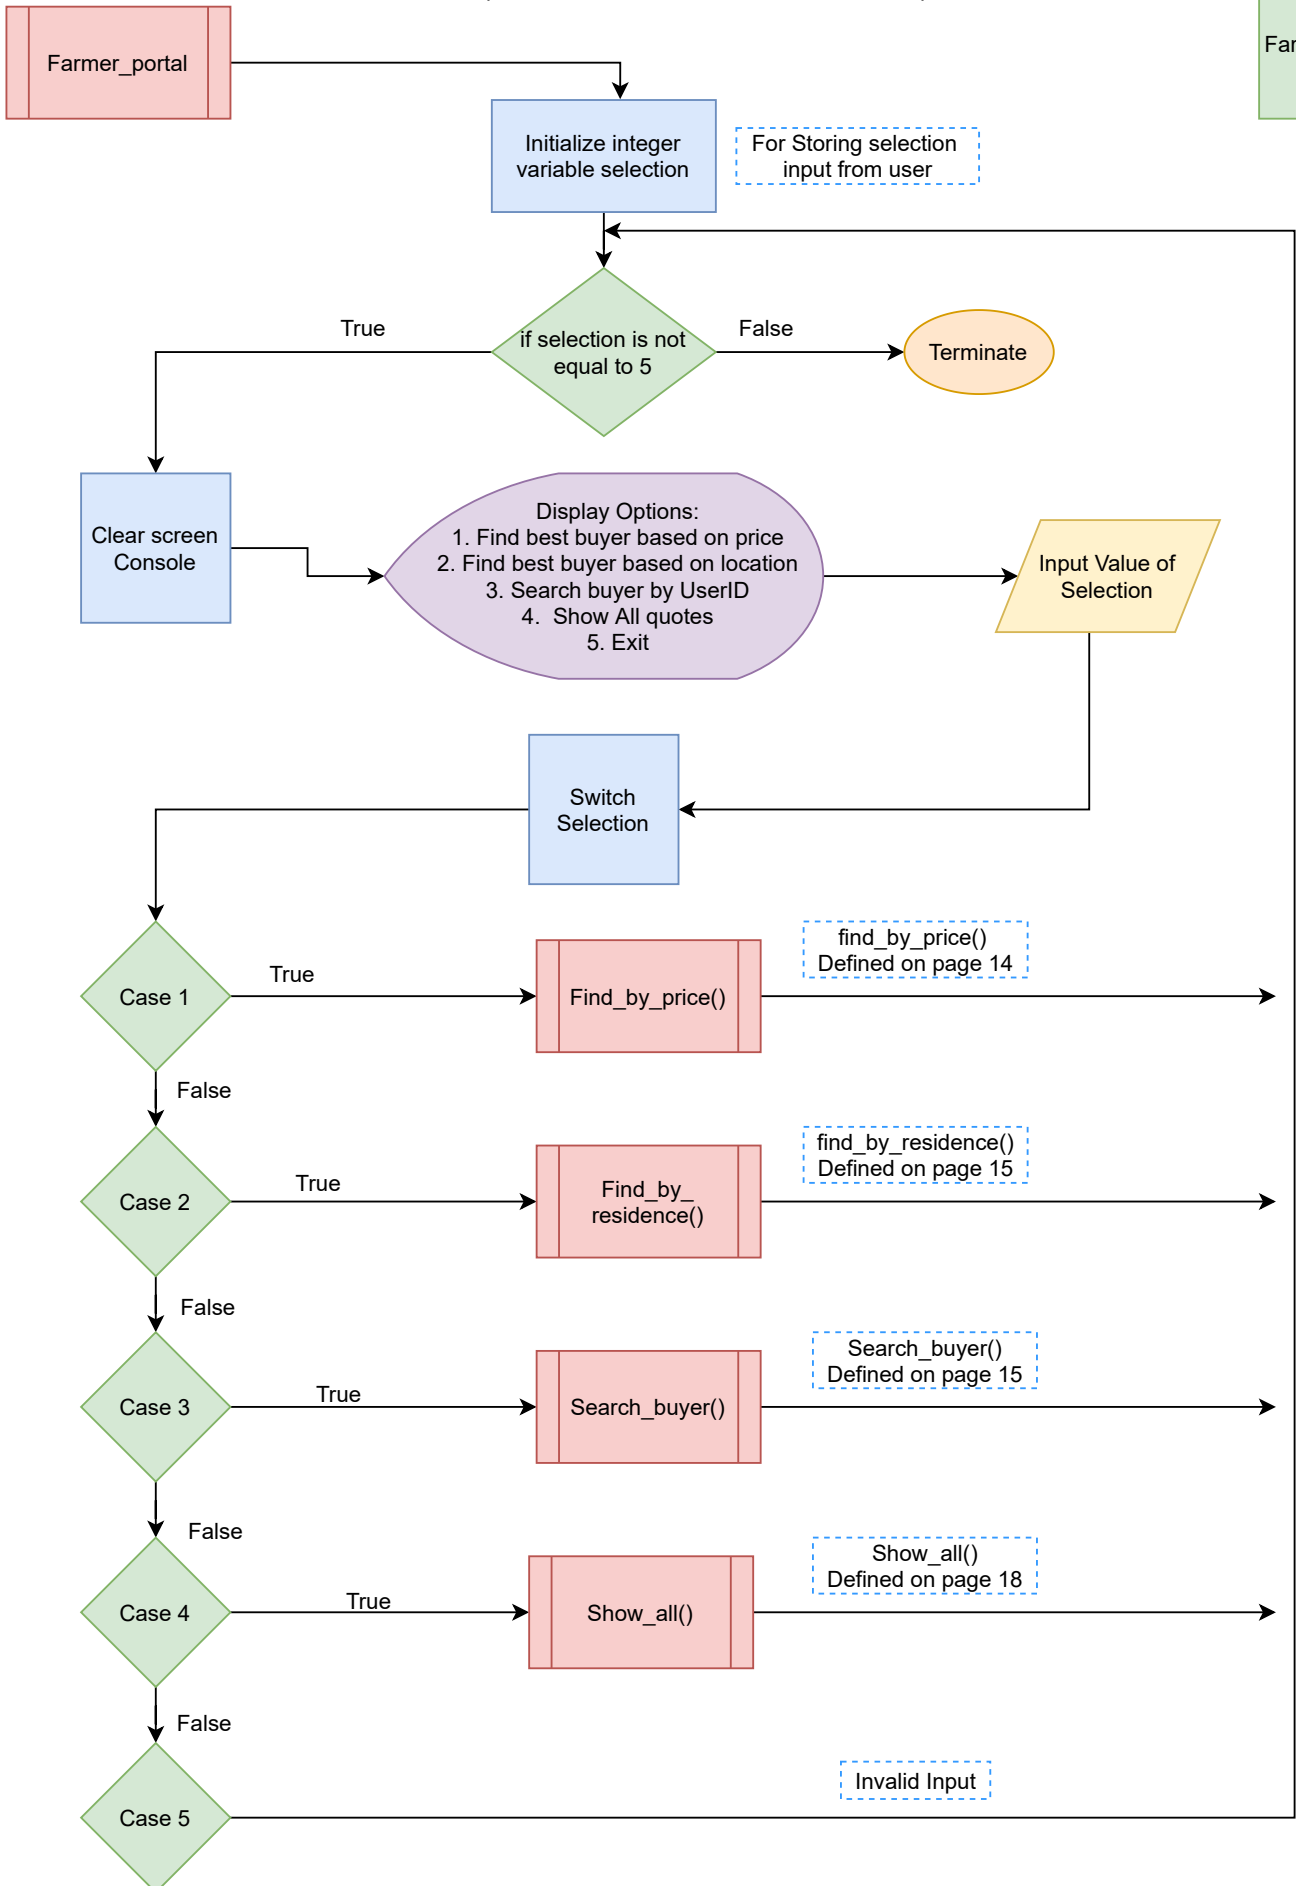 Farmer_portal
Far
Initialize integer
variable selection
For Storing selection
input from user
True
if selection is not
equal to 5
False
Terminate
Clear screen
Console
Display Options:
1. Find best buyer based on price
2. Find best buyer based on location
3. Search buyer by UserID
4.  Show All quotes
5. Exit
Input Value of
Selection
Switch
Selection
Case 1
True
Find_by_price()
find_by_price()
Defined on page 14
False
Case 2
True
Find_by_
residence()
find_by_residence()
Defined on page 15
False
Case 3
True
Search_buyer()
Search_buyer()
Defined on page 15
False
Case 4
True
Show_all()
Show_all()
Defined on page 18
False
Case 5
Invalid Input